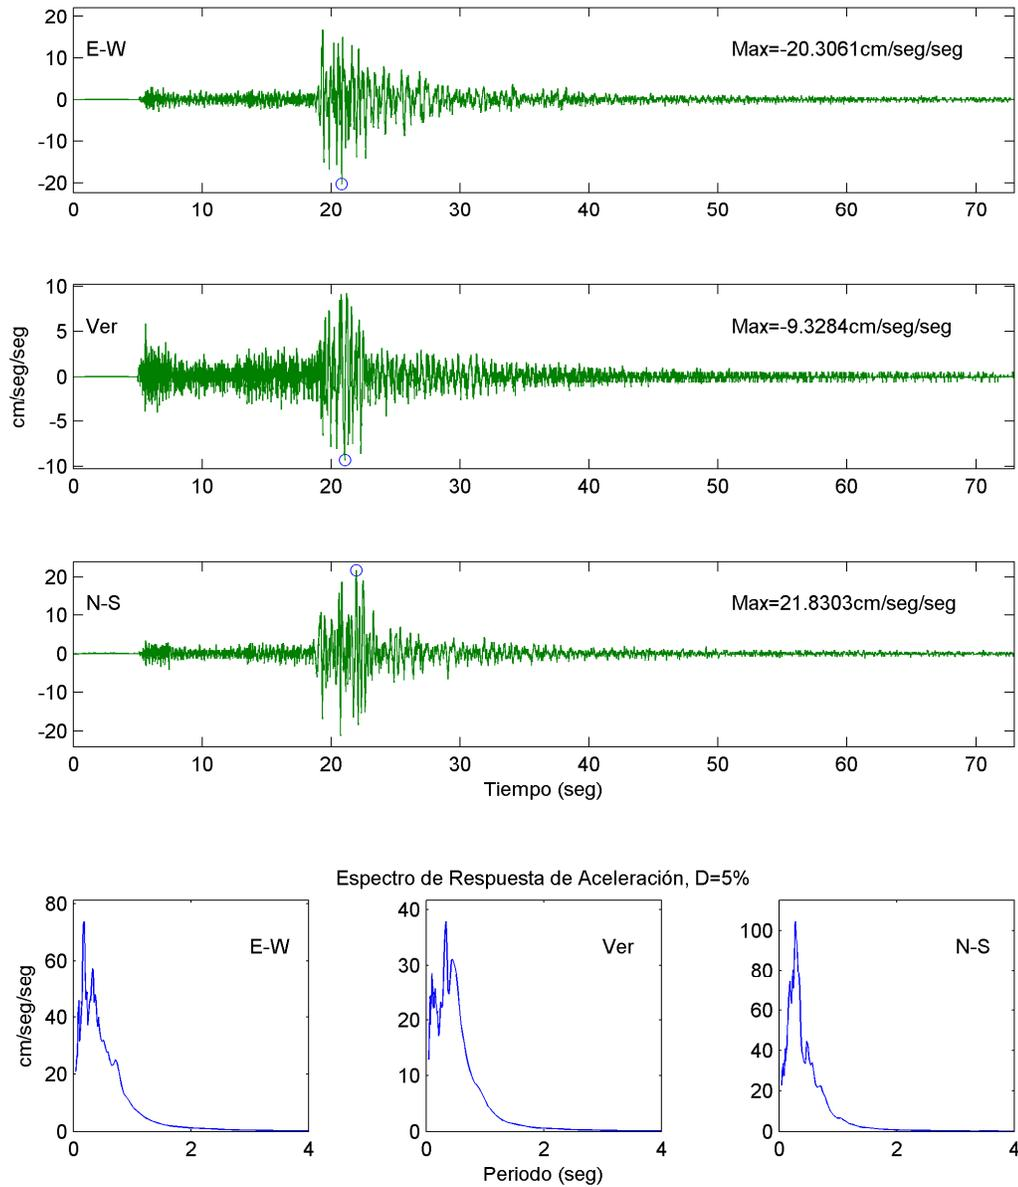 20
E-W
Max=-20.3061cm/seg/seg
10
0
-10
-20
0 10 20 30 40 50 60 70
10
Ver
Max=-9.3284cm/seg/seg
5
0
-5
-10
cm/seg/seg
0 10 20 30 40 50 60 70
20
N-S
Max=21.8303cm/seg/seg
10
0
-10
-20
0 10 20 30 40 50 60 70
Tiempo (seg)
Espectro de Respuesta de Aceleración, D=5%
80
60
40
20
0
cm/seg/seg
E-W
0 2 4
40
30
20
10
0
Ver
0 2 4
Periodo (seg)
100
80
60
40
20
0
N-S
0 2 4